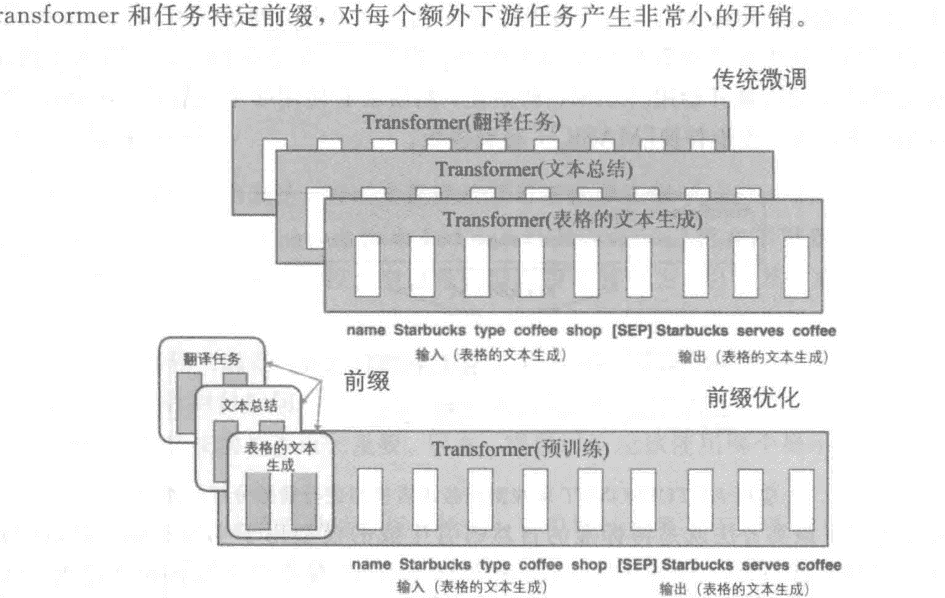 ransformer 和任务特定前缀，对每个额外下游任务产生非常小的开销。
传统微调
Transformer(翻译任务)
Transformer(文本总结)
Transformer(表格的文本生成)
name Starbucks type coffee shop [SEP] Starbucks serves coffee
输入（表格的文本生成） 输出（表格的文本生成）
翻译任务
前缀
前缀优化
文本总结
表格的文本
生成
Transformer(预训练)
name Starbucks type coffee shop [SEP] Starbucks serves coffee
输入（表格的文本生成） 输出（表格的文本生成）